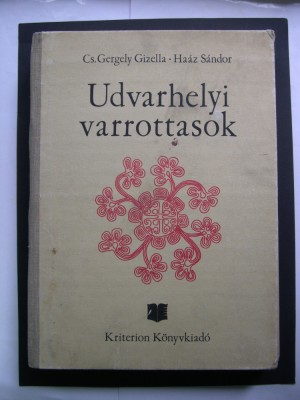 Cs. Gergely Gizella · Haáz Sándor
Udvarhelyi
varrottasok
Kriterion Könyvkiadó